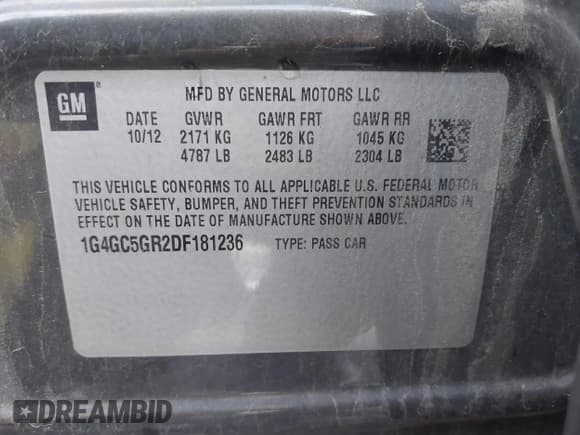 GM
MFD BY GENERAL MOTORS LLC
DATE GVWR GAWR FRT GAWR RR
10/12 2171 KG 1126 KG 1045 KG
4787 LB 2483 LB 2304 LB
THIS VEHICLE CONFORMS TO ALL APPLICABLE U.S. FEDERAL MOTOR
VEHICLE SAFETY, BUMPER, AND THEFT PREVENTION STANDARDS IN
EFFECT ON THE DATE OF MANUFACTURE SHOWN ABOVE.
1G4GC5GR2DF181236 TYPE: PASS CAR
DREAMBID